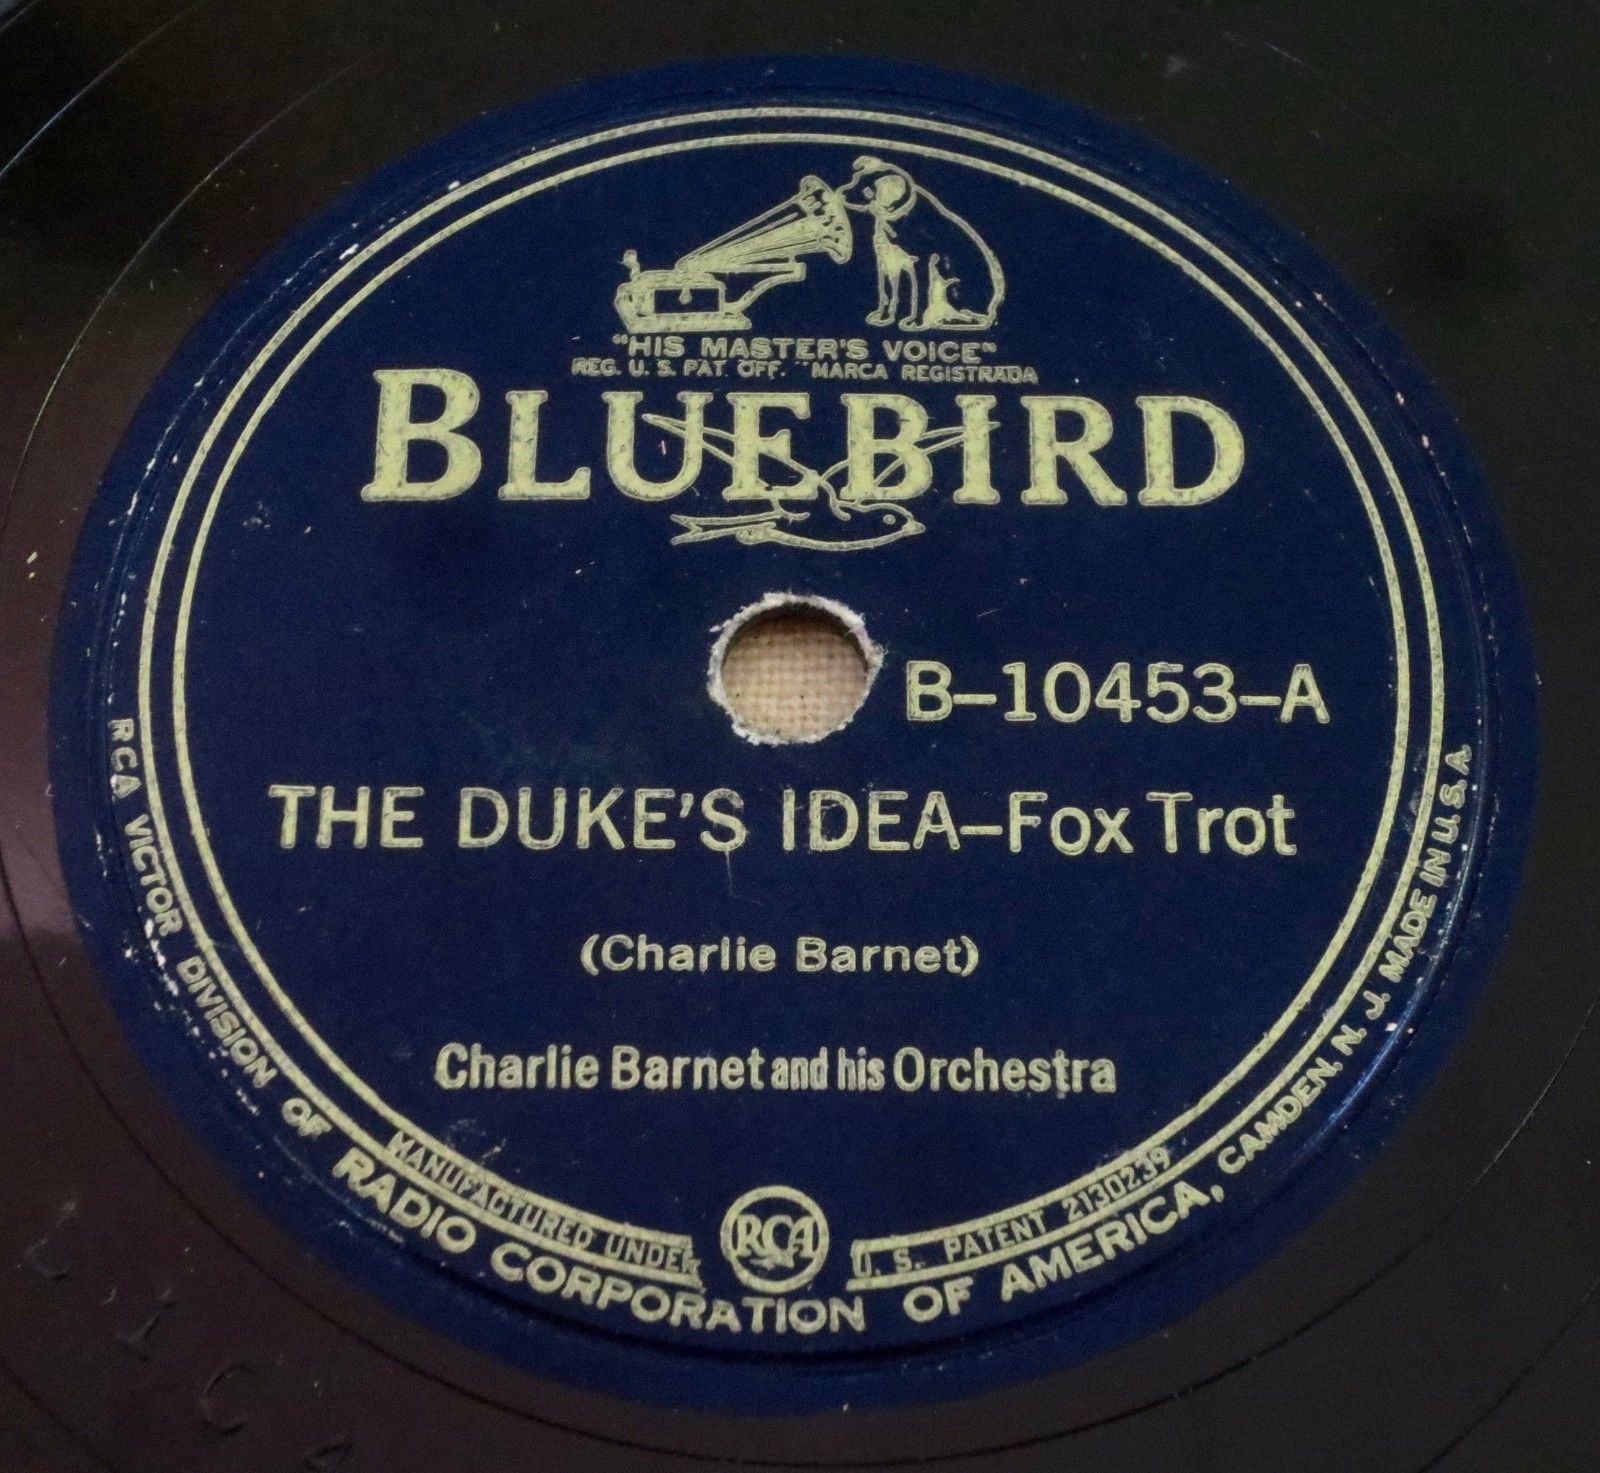 "HIS MASTER'S VOICE"
REG. U. S. PAT. OFF. "MARCA REGISTRADA
BLUEBIRD
B-10453-A
THE DUKE'S IDEA-Fox Trot
(Charlie Barnet)
Charlie Barnet and his Orchestra
MANUFACTURED UNDER
RCA
U. S. PATENT 2130239
RCA VICTOR DIVISION OF RADIO CORPORATION OF AMERICA, CAMDEN, N. J. MADE IN U. S. A.